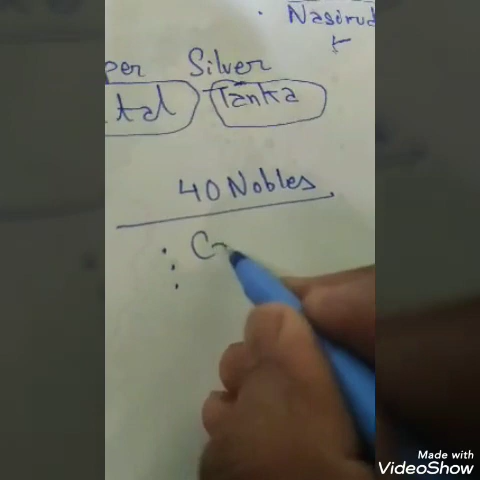 Nasirud
per Silver
tal Tanka
40 Nobles
Made with
VideoShow